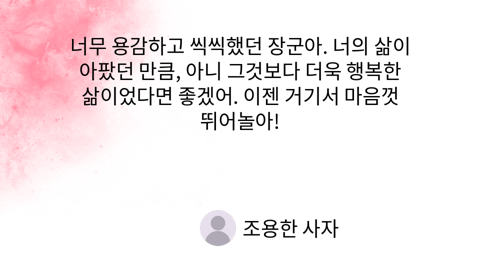 너무 용감하고 씩씩했던 장군아. 너의 삶이
아팠던 만큼, 아니 그것보다 더욱 행복한
삶이었다면 좋겠어. 이젠 거기서 마음껏
뛰어놀아!
조용한 사자